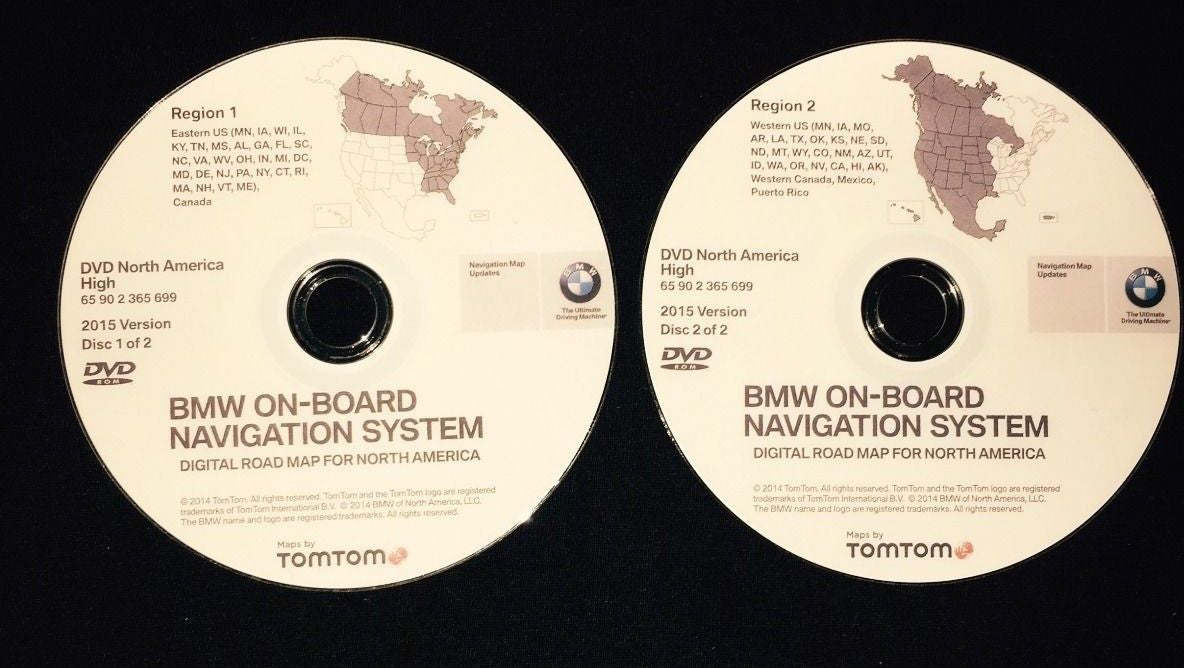 Region 1
Eastern US (MN, IA, WI, IL,
KY, TN, MS, AL, GA, FL, SC,
NC, VA, WV, OH, IN, MI, DC,
MD, DE, NJ, PA, NY, CT, RI,
MA, NH, VT, ME),
Canada
DVD North America
High
65 90 2 365 699
2015 Version
Disc 1 of 2
DVD
ROM
Navigation Map
Updates
BMW
The Ultimate
Driving Machine®
BMW ON-BOARD
NAVIGATION SYSTEM
DIGITAL ROAD MAP FOR NORTH AMERICA
© 2014 TomTom. All rights reserved. TomTom and the TomTom logo are registered
trademarks of TomTom International B.V. © 2014 BMW of North America, LLC.
The BMW name and logo are registered trademarks. All rights reserved.
Maps by
TOMTOM
Region 2
Western US (MN, IA, MO,
AR, LA, TX, OK, KS, NE, SD,
ND, MT, WY, CO, NM, AZ, UT,
ID, WA, OR, NV, CA, HI, AK),
Western Canada, Mexico,
Puerto Rico
DVD North America
High
65 90 2 365 699
2015 Version
Disc 2 of 2
DVD
ROM
Navigation Map
Updates
BMW
The Ultimate
Driving Machine®
BMW ON-BOARD
NAVIGATION SYSTEM
DIGITAL ROAD MAP FOR NORTH AMERICA
© 2014 TomTom. All rights reserved. TomTom and the TomTom logo are registered
trademarks of TomTom International B.V. © 2014 BMW of North America, LLC.
The BMW name and logo are registered trademarks. All rights reserved.
Maps by
TOMTOM